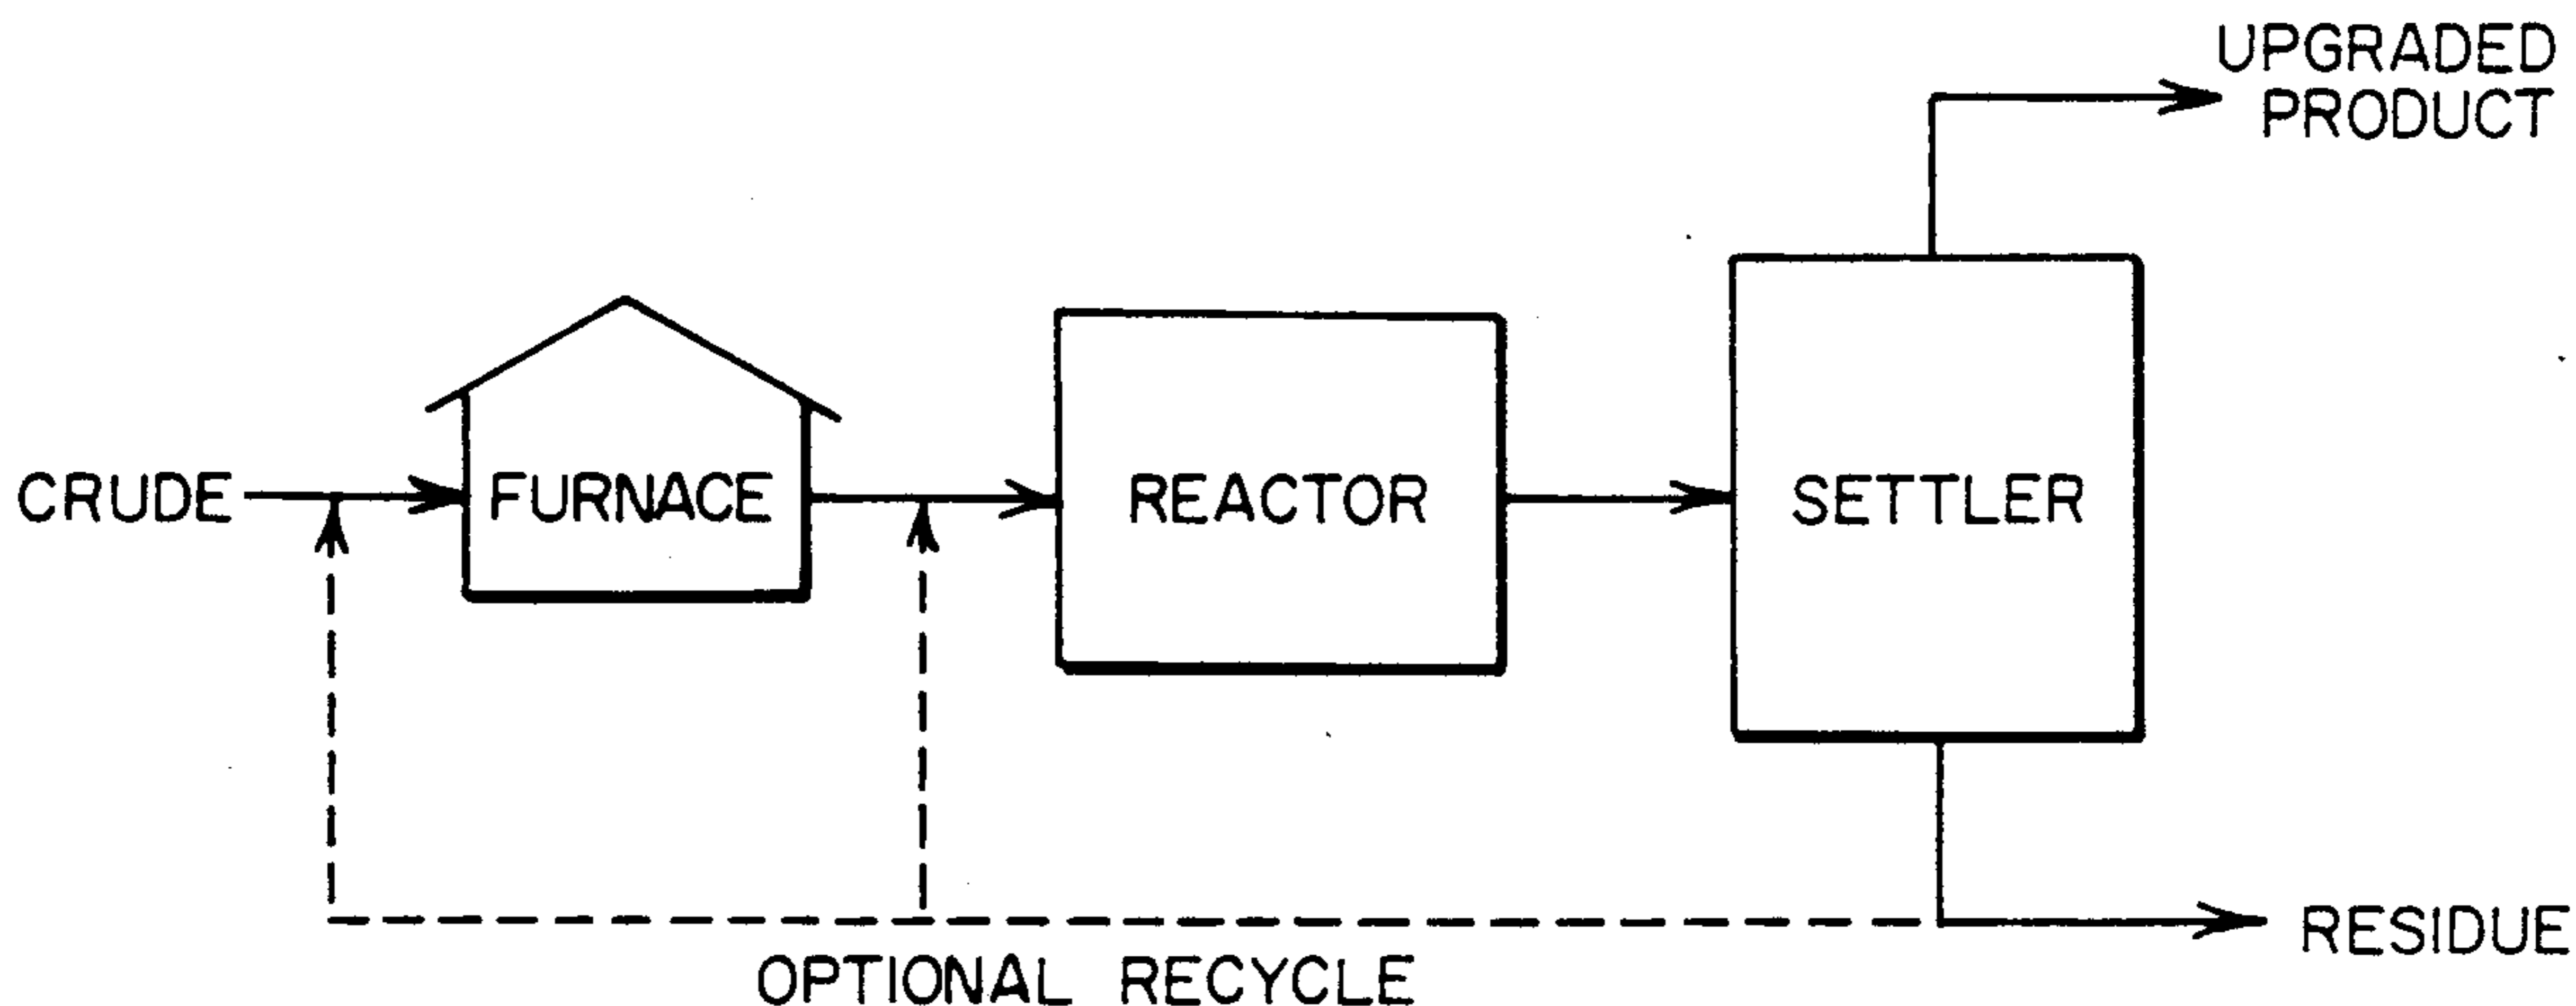 UPGRADED
PRODUCT
CRUDE
FURNACE
REACTOR
SETTLER
RESIDUE
OPTIONAL RECYCLE